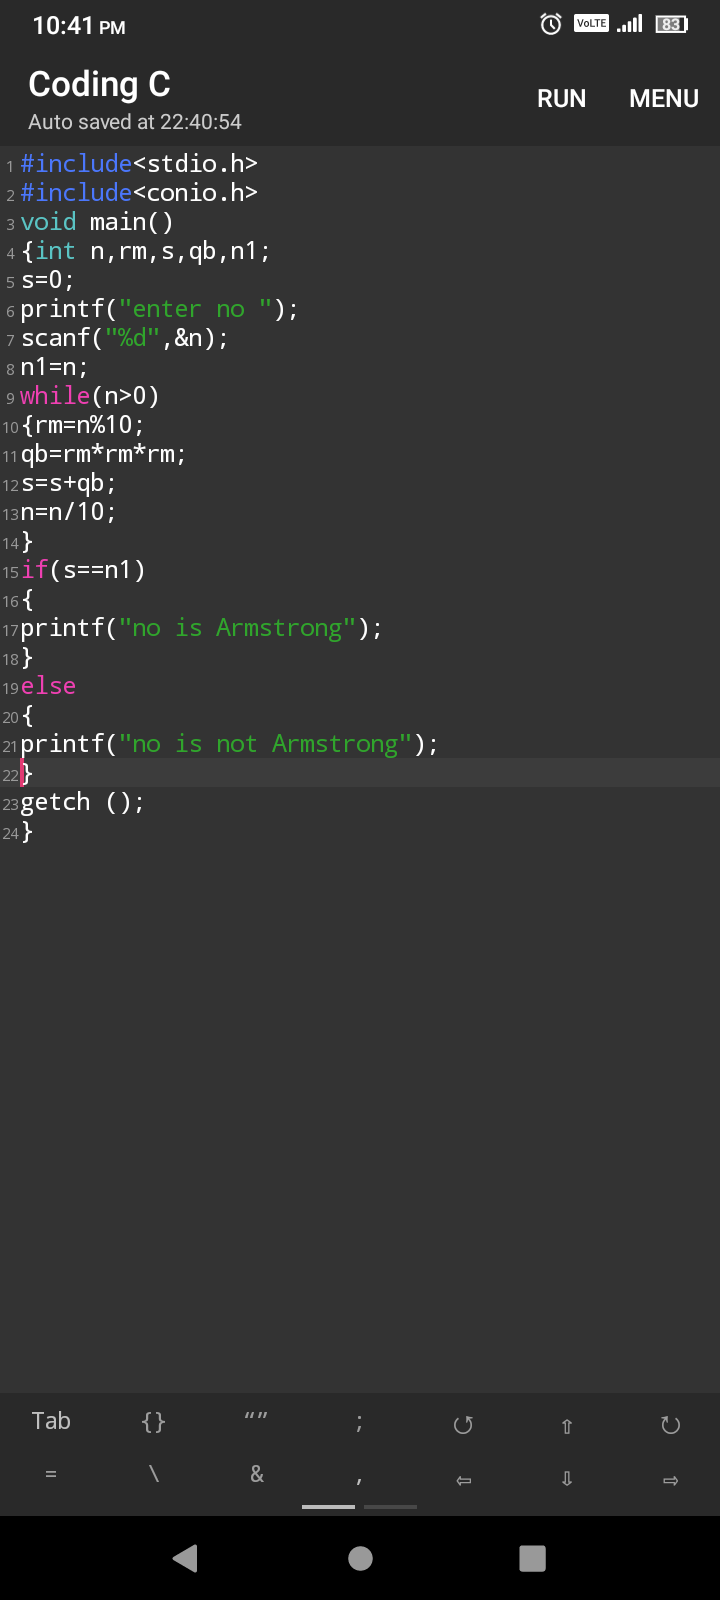 10:41 PM
VoLTE
83
Coding C
RUN
MENU
Auto saved at 22:40:54
1 #include<stdio.h>
2 #include<conio.h>
3 void main()
4 {int n,rm,s,qb,n1;
5 s=0;
6 printf("enter no ");
7 scanf("%d",&n);
8 n1=n;
9 while(n>0)
10 {rm=n%10;
11 qb=rm*rm*rm;
12 s=s+qb;
13 n=n/10;
14 }
15 if(s==n1)
16 {
17 printf("no is Armstrong");
18 }
19 else
20 {
21 printf("no is not Armstrong");
22 }
23 getch ();
24 }
Tab {} “” ; ↺ ⇧ ↻
= \ & , ⇦ ⇩ ⇨